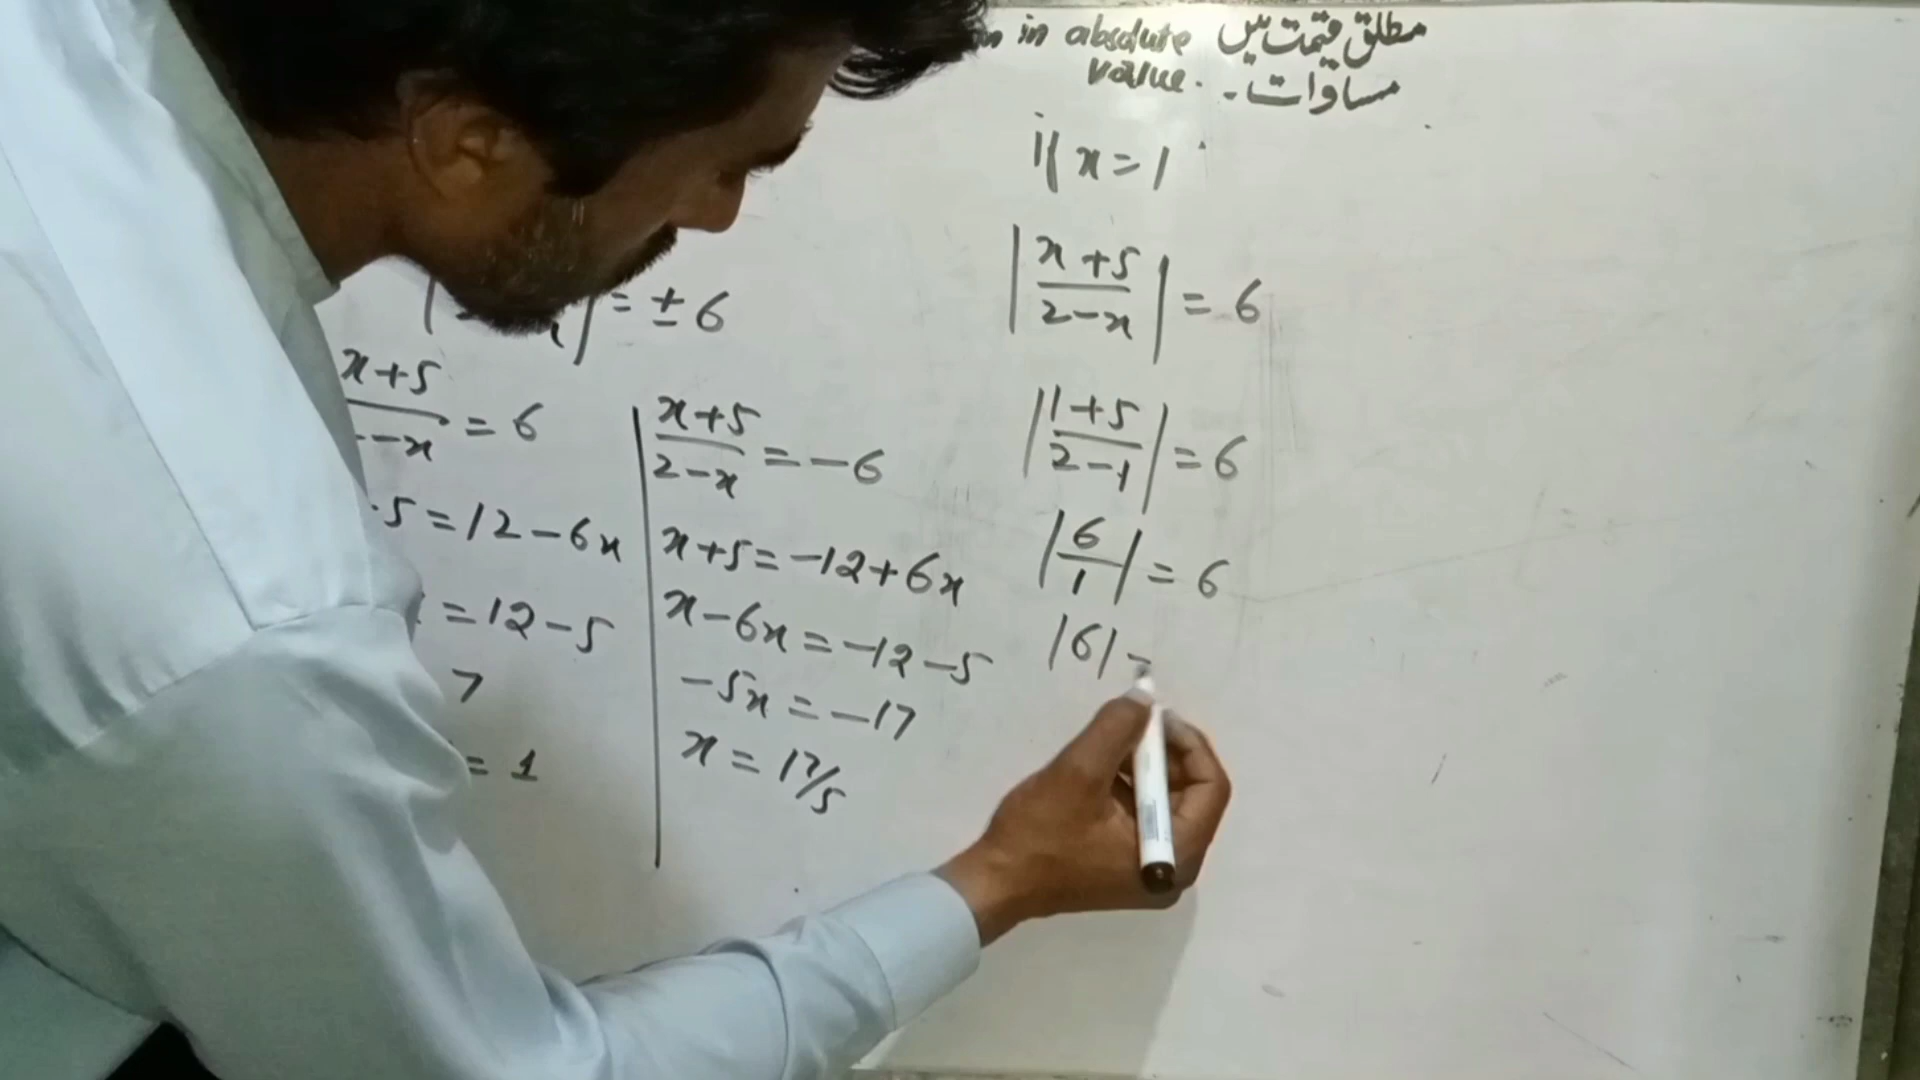 in absolute مطلق قیمت میں
value. مساوات۔
= ± 6
x+5
-x = 6
5 = 12 - 6x
= 12 - 5
7
= 1
x+5
2-x = -6
x+5 = -12+6x
x-6x = -12-5
-5x = -17
x = 17/5
if x = 1
|x+5
2-x| = 6
|1+5
2-1| = 6
|6
1| = 6
|6| -